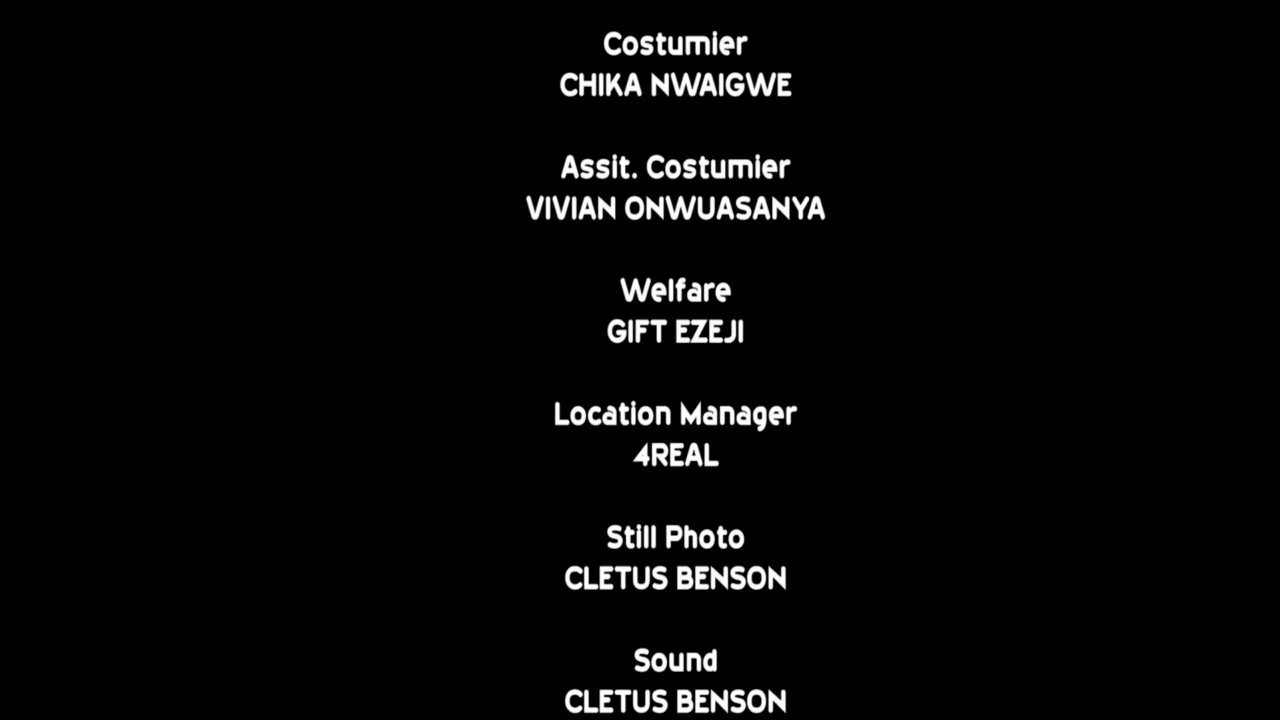 Costumier
CHIKA NWAIGWE
Assit. Costumier
VIVIAN ONWUASANYA
Welfare
GIFT EZEJI
Location Manager
4REAL
Still Photo
CLETUS BENSON
Sound
CLETUS BENSON